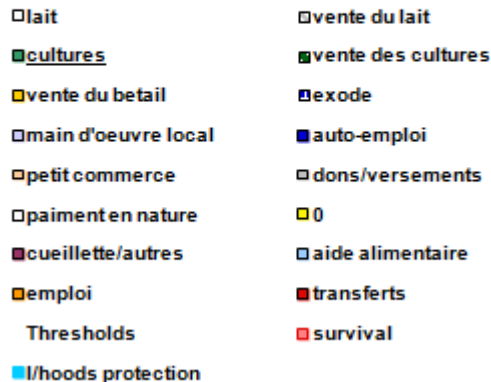 lait vente du lait
cultures vente des cultures
vente du betail exode
main d'oeuvre local auto-emploi
petit commerce dons/versements
paiment en nature 0
cueillette/autres aide alimentaire
emploi transferts
Thresholds survival
l/hoods protection